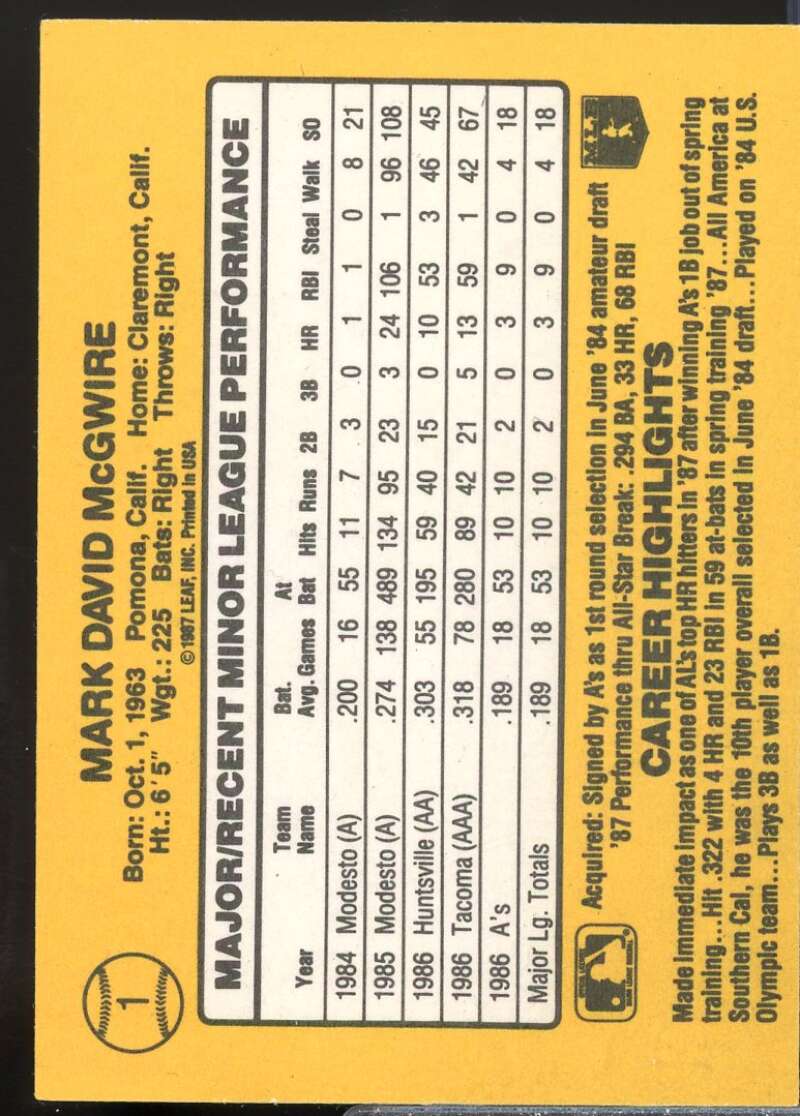 1
MARK DAVID McGWIRE
Born: Oct. 1, 1963 Pomona, Calif. Home: Claremont, Calif.
Ht.: 6'5" Wgt.: 225 Bats: Right Throws: Right
©1987 LEAF, INC. Printed in USA
MAJOR/RECENT MINOR LEAGUE PERFORMANCE
Team Bat. At
Year Name Avg. Games Bat Hits Runs 2B 3B HR RBI Steal Walk SO
1984 Modesto (A) .200 16 55 11 7 3 0 1 1 0 8 21
1985 Modesto (A) .274 138 489 134 95 23 3 24 106 1 96 108
1986 Huntsville (AA) .303 55 195 59 40 15 0 10 53 3 46 45
1986 Tacoma (AAA) .318 78 280 89 42 21 5 13 59 1 42 67
1986 A's .189 18 53 10 10 2 0 3 9 0 4 18
Major Lg. Totals .189 18 53 10 10 2 0 3 9 0 4 18
Acquired: Signed by A's as 1st round selection in June '84 amateur draft
'87 Performance thru All-Star Break: .294 BA, 33 HR, 68 RBI
MLB
CAREER HIGHLIGHTS
Made immediate impact as one of AL's top HR hitters in '87 after winning A's 1B job out of spring
training...Hit .322 with 4 HR and 23 RBI in 59 at-bats in spring training '87...All America at
Southern Cal, he was the 10th player overall selected in June '84 draft...Played on '84 U.S.
Olympic team...Plays 3B as well as 1B.